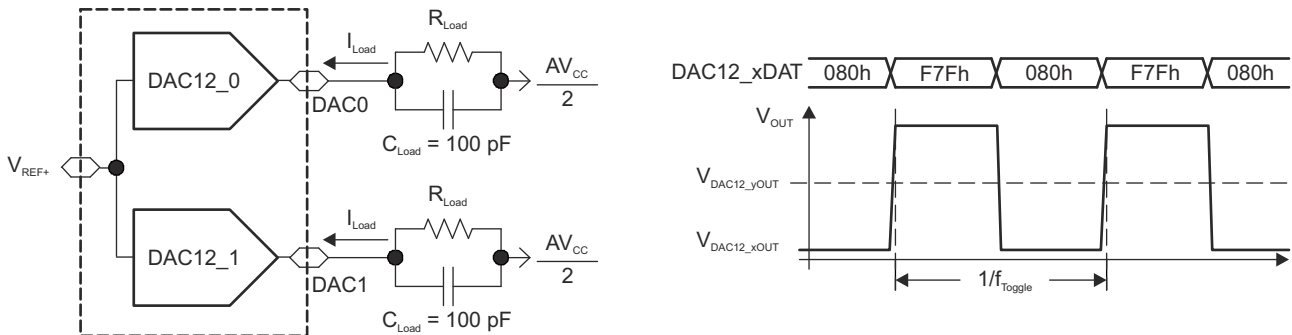 R_Load
I_Load
AV_CC
2
DAC12_0
DAC0
C_Load = 100 pF
V_REF+
R_Load
I_Load
AV_CC
2
DAC12_1
DAC1
C_Load = 100 pF
DAC12_xDAT 080h F7Fh 080h F7Fh 080h
V_OUT
V_DAC12_yOUT
V_DAC12_xOUT
1/f_Toggle